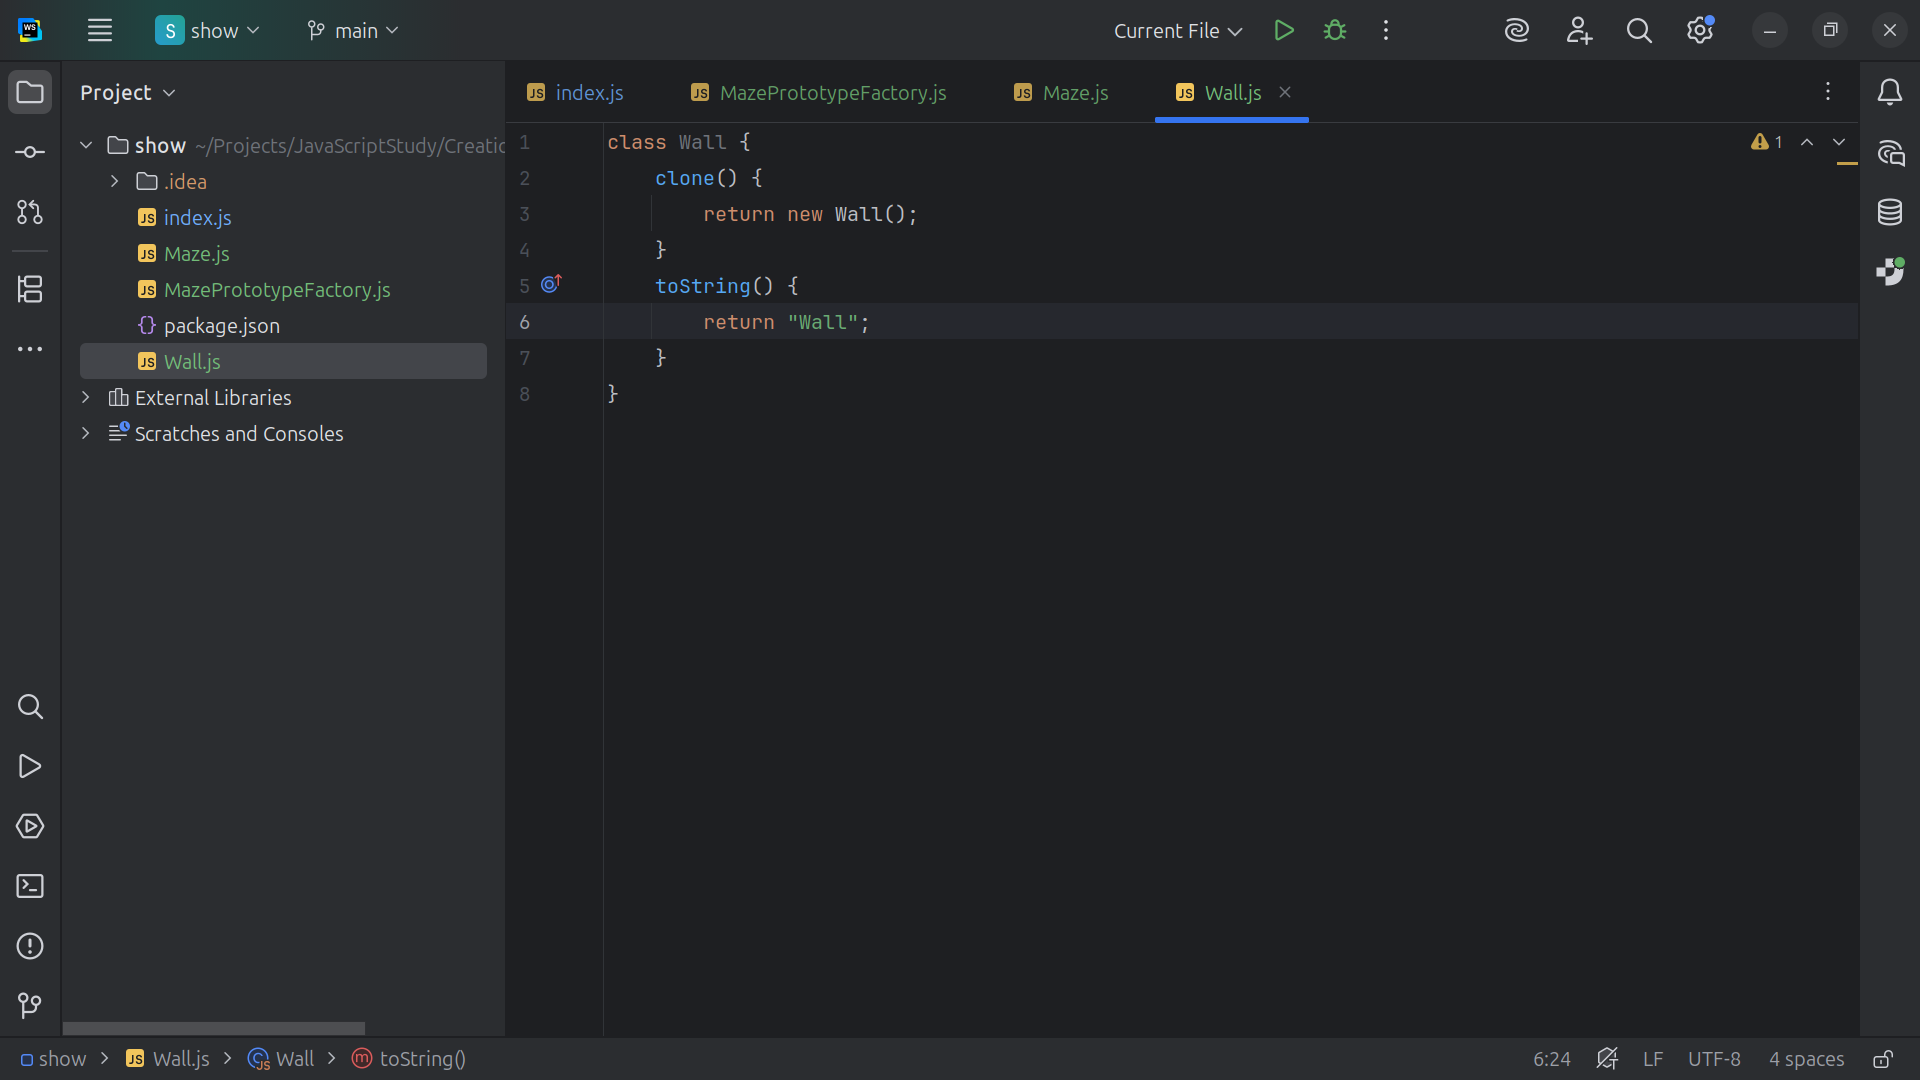 WS S show main Current File
Project
index.js MazePrototypeFactory.js Maze.js Wall.js
show ~/Projects/JavaScriptStudy/Creatic
.idea
index.js
Maze.js
MazePrototypeFactory.js
package.json
Wall.js
External Libraries
Scratches and Consoles
1 class Wall {
2 clone() {
3 return new Wall();
4 }
5 toString() {
6 return "Wall";
7 }
8 }
1
show Wall.js Wall toString()
6:24 LF UTF-8 4 spaces